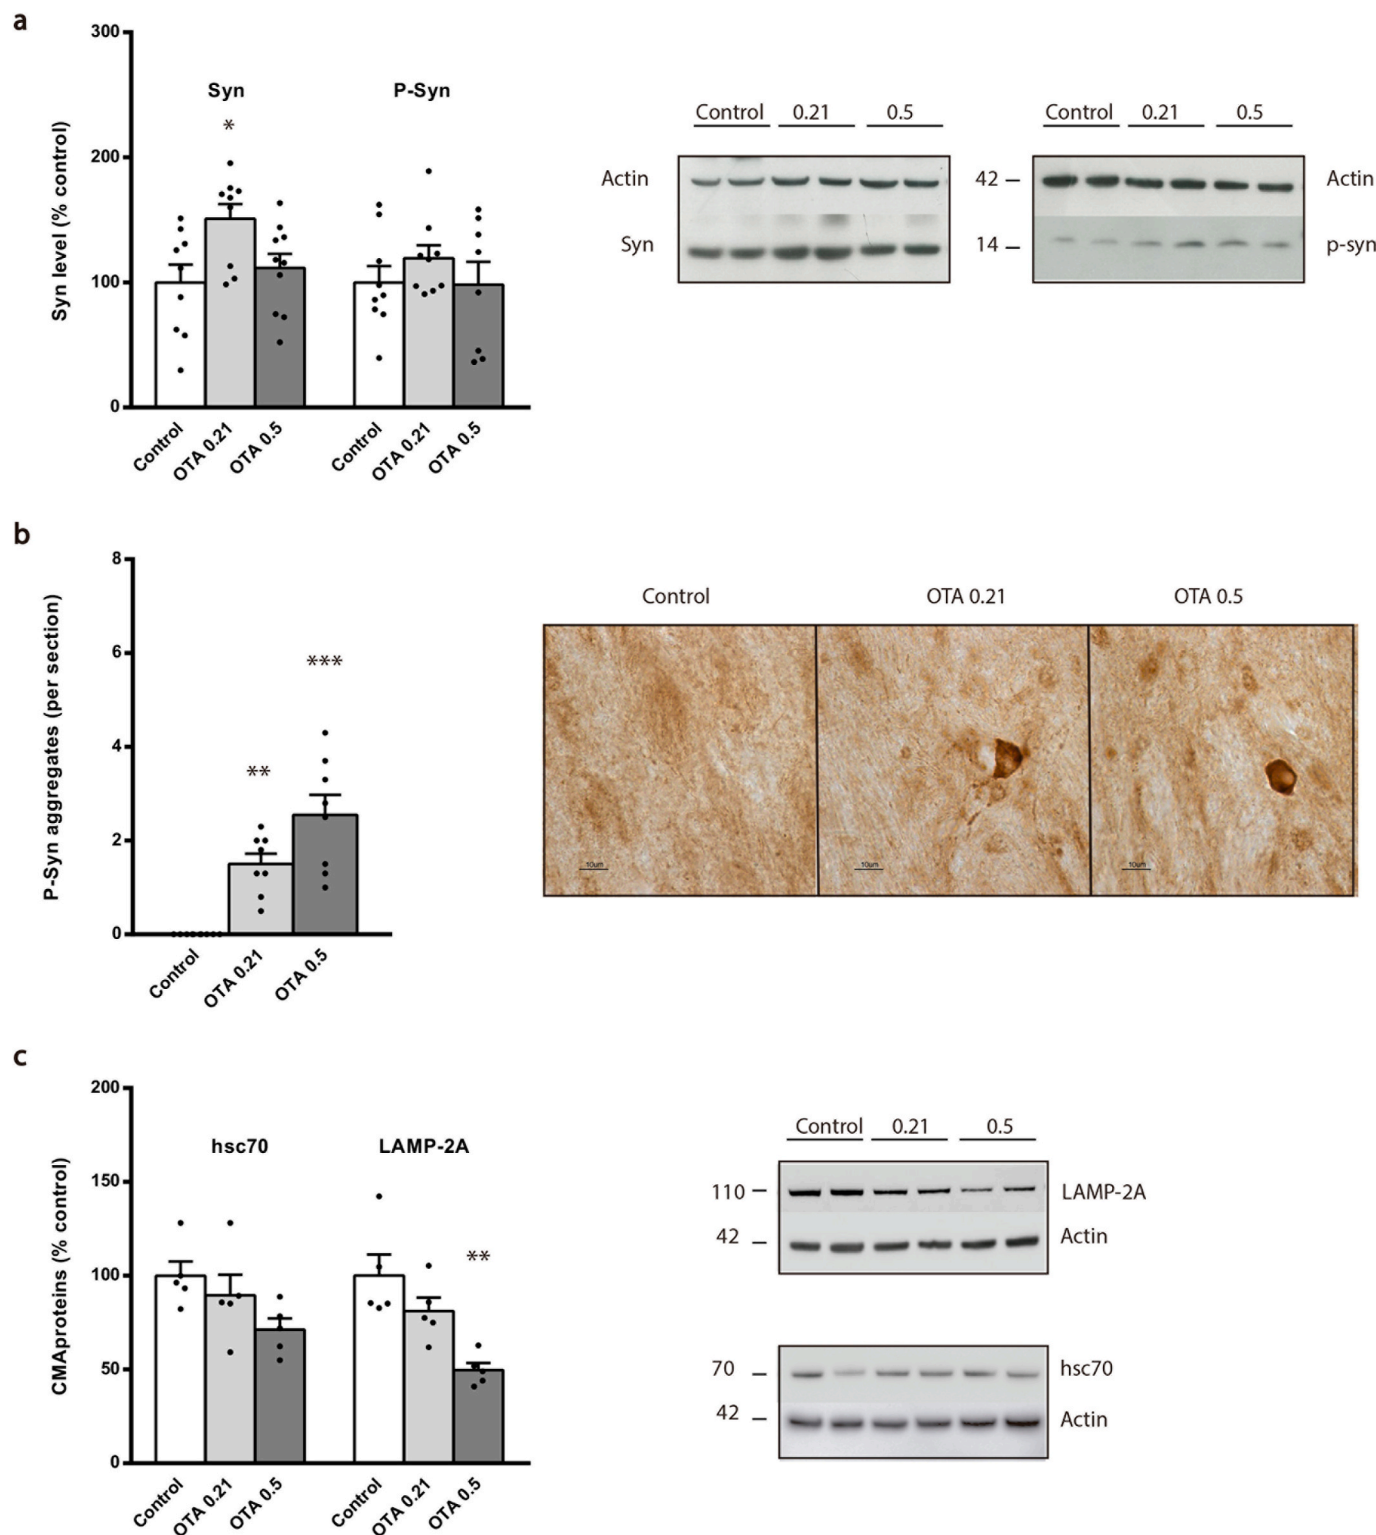 a
300
200
100
0
Syn level (% control)
Syn
P-Syn
*
Control
OTA 0.21
OTA 0.5
Control
OTA 0.21
OTA 0.5
Control 0.21 0.5
Actin
Syn
Control 0.21 0.5
42 — Actin
14 — p-syn
b
8
6
4
2
0
P-Syn aggregates (per section)
**
***
Control
OTA 0.21
OTA 0.5
Control OTA 0.21 OTA 0.5
10um 10um 10um
c
200
150
100
50
0
CMAproteins (% control)
hsc70
LAMP-2A
**
Control
OTA 0.21
OTA 0.5
Control
OTA 0.21
OTA 0.5
Control 0.21 0.5
110 — LAMP-2A
42 — Actin
70 — hsc70
42 — Actin